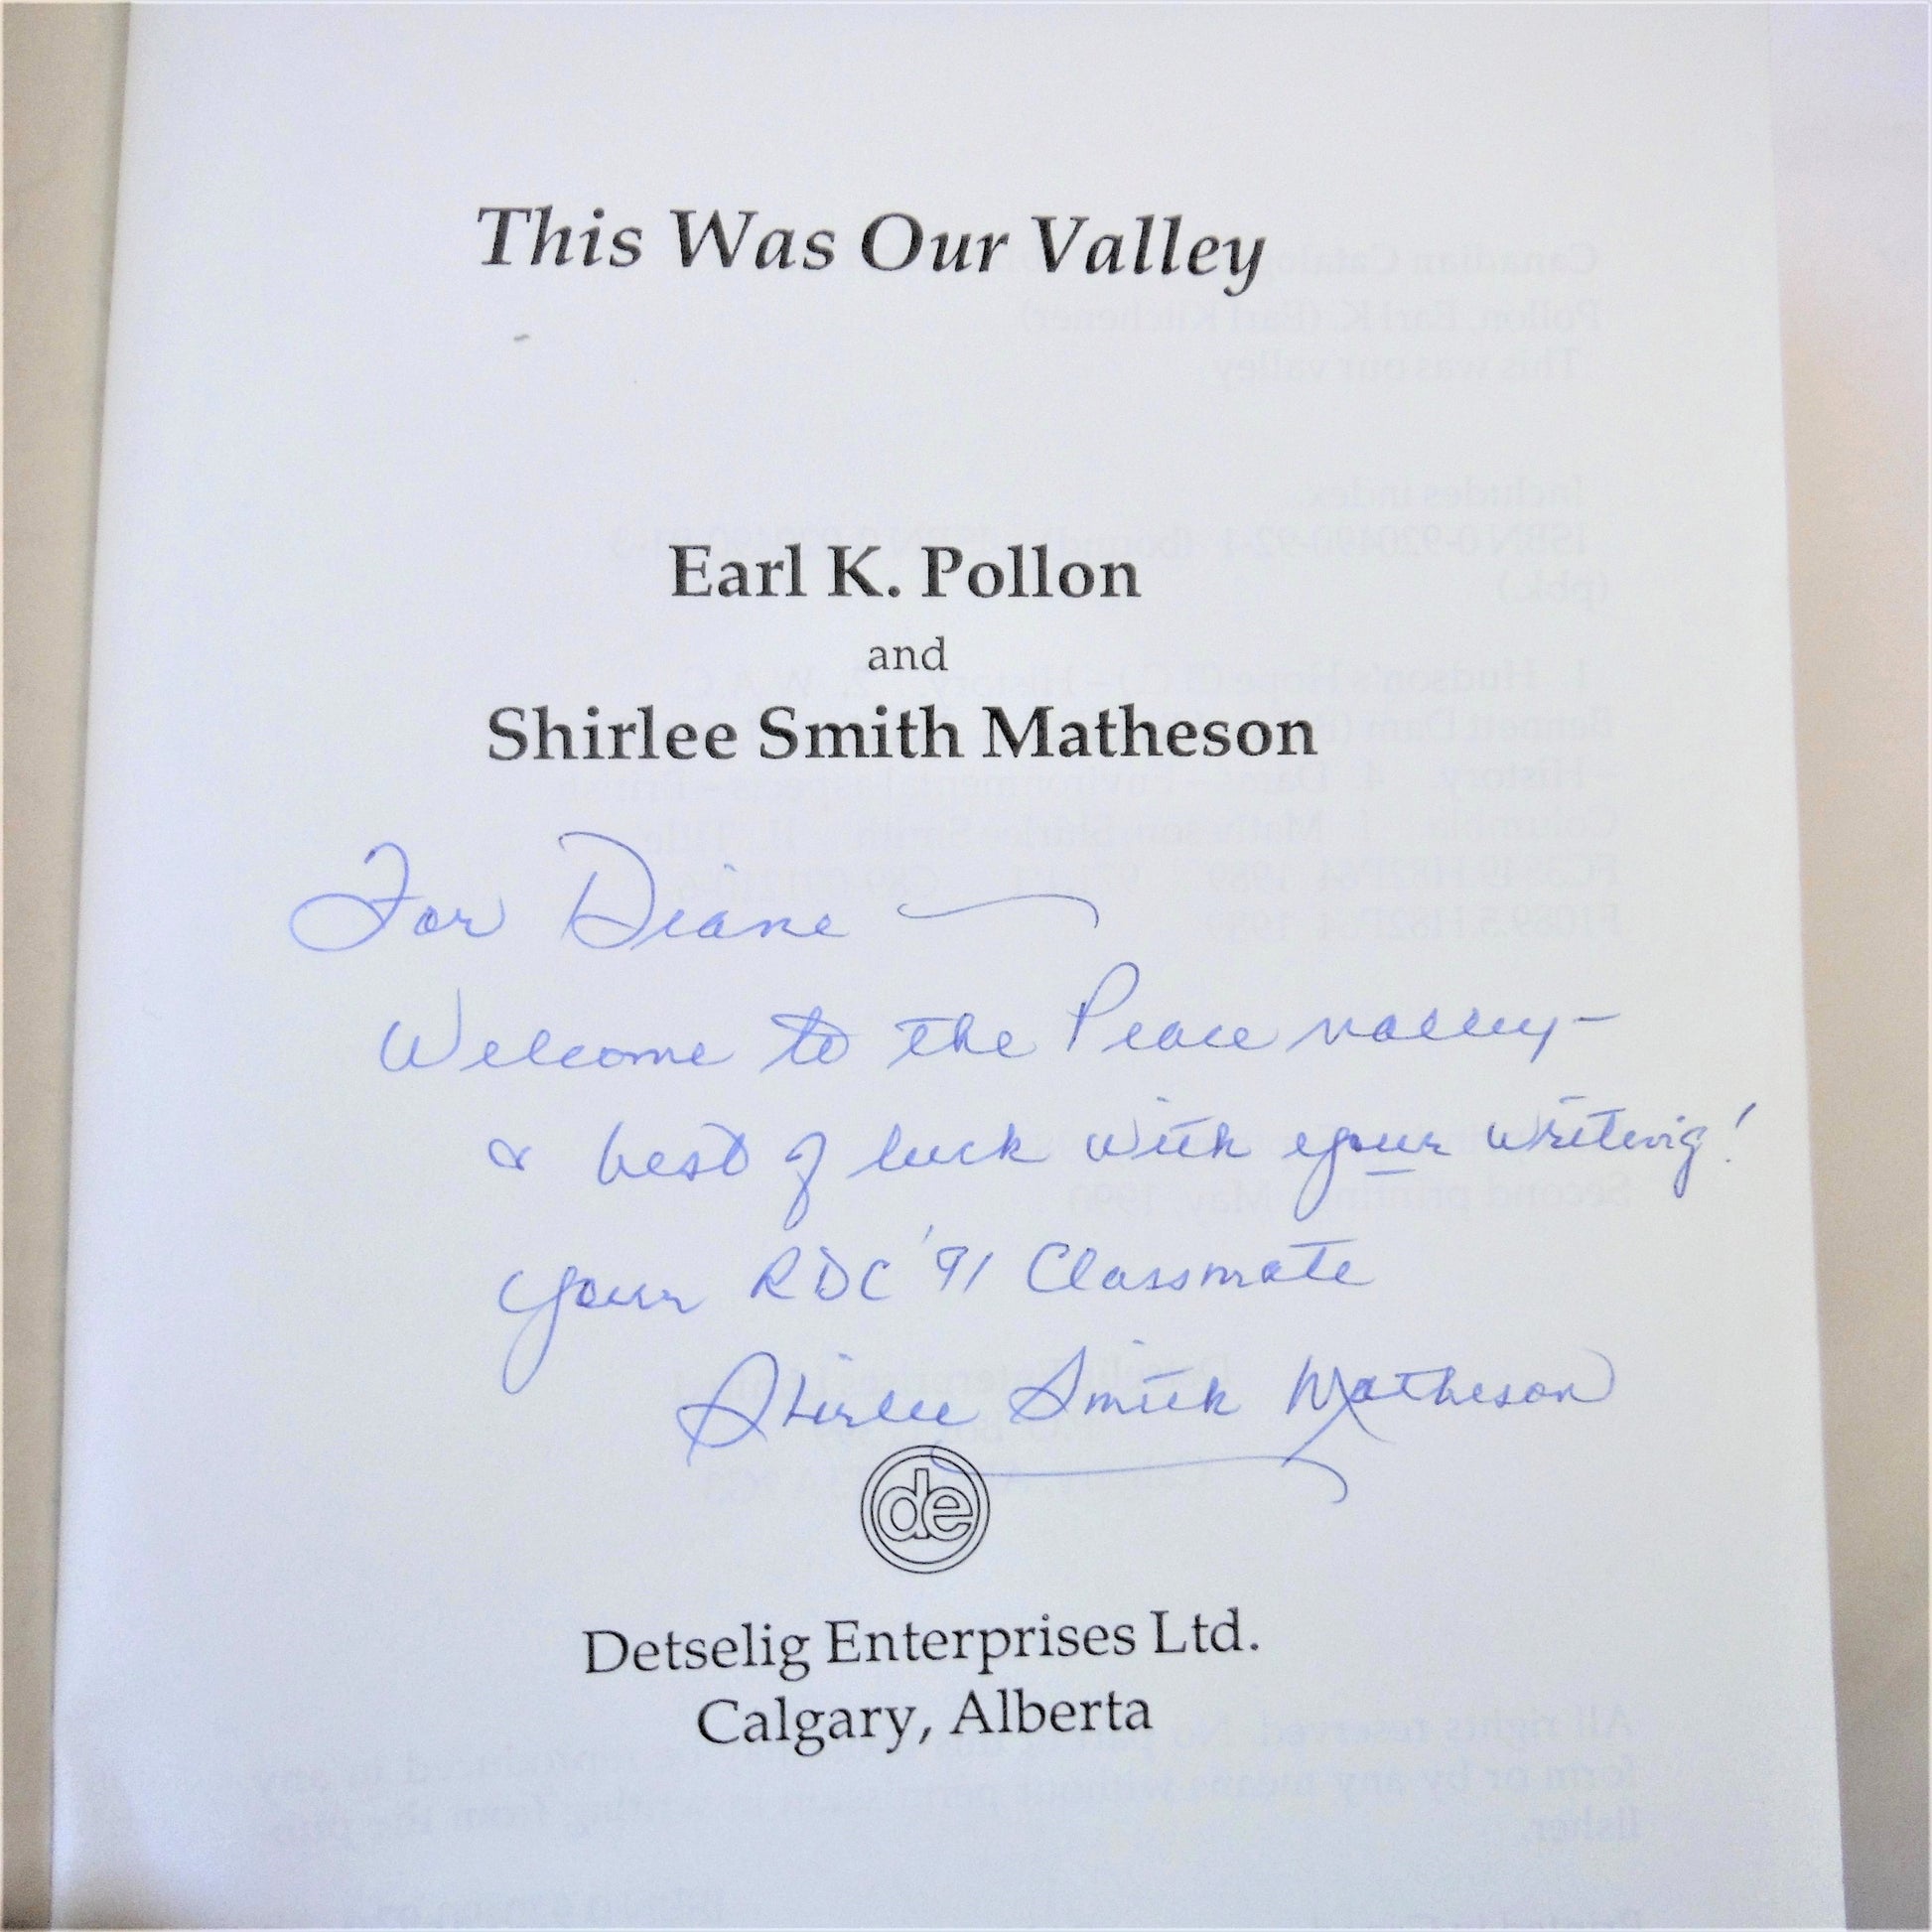 This Was Our Valley
Earl K. Pollon
and
Shirlee Smith Matheson
For Diane —
Welcome to the Peace valley –
& best of luck with your writing!
your RDC '91 Classmate
Shirlee Smith Matheson
de
Detselig Enterprises Ltd.
Calgary, Alberta